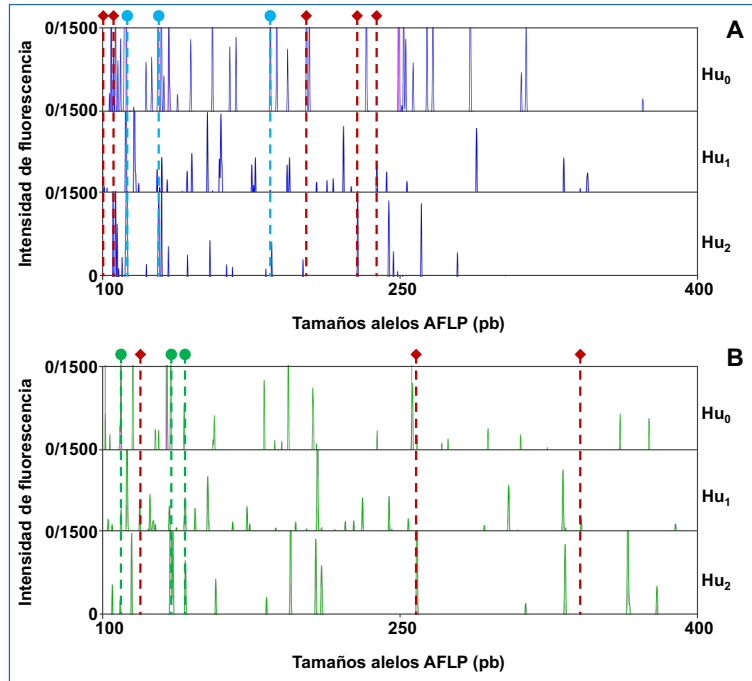 A
0/1500
Hu0
0/1500
Hu1
0/1500
Hu2
0
100
250
400
Intensidad de fluorescencia
Tamaños alelos AFLP (pb)
B
0/1500
Hu0
0/1500
Hu1
0/1500
Hu2
0
100
250
400
Intensidad de fluorescencia
Tamaños alelos AFLP (pb)